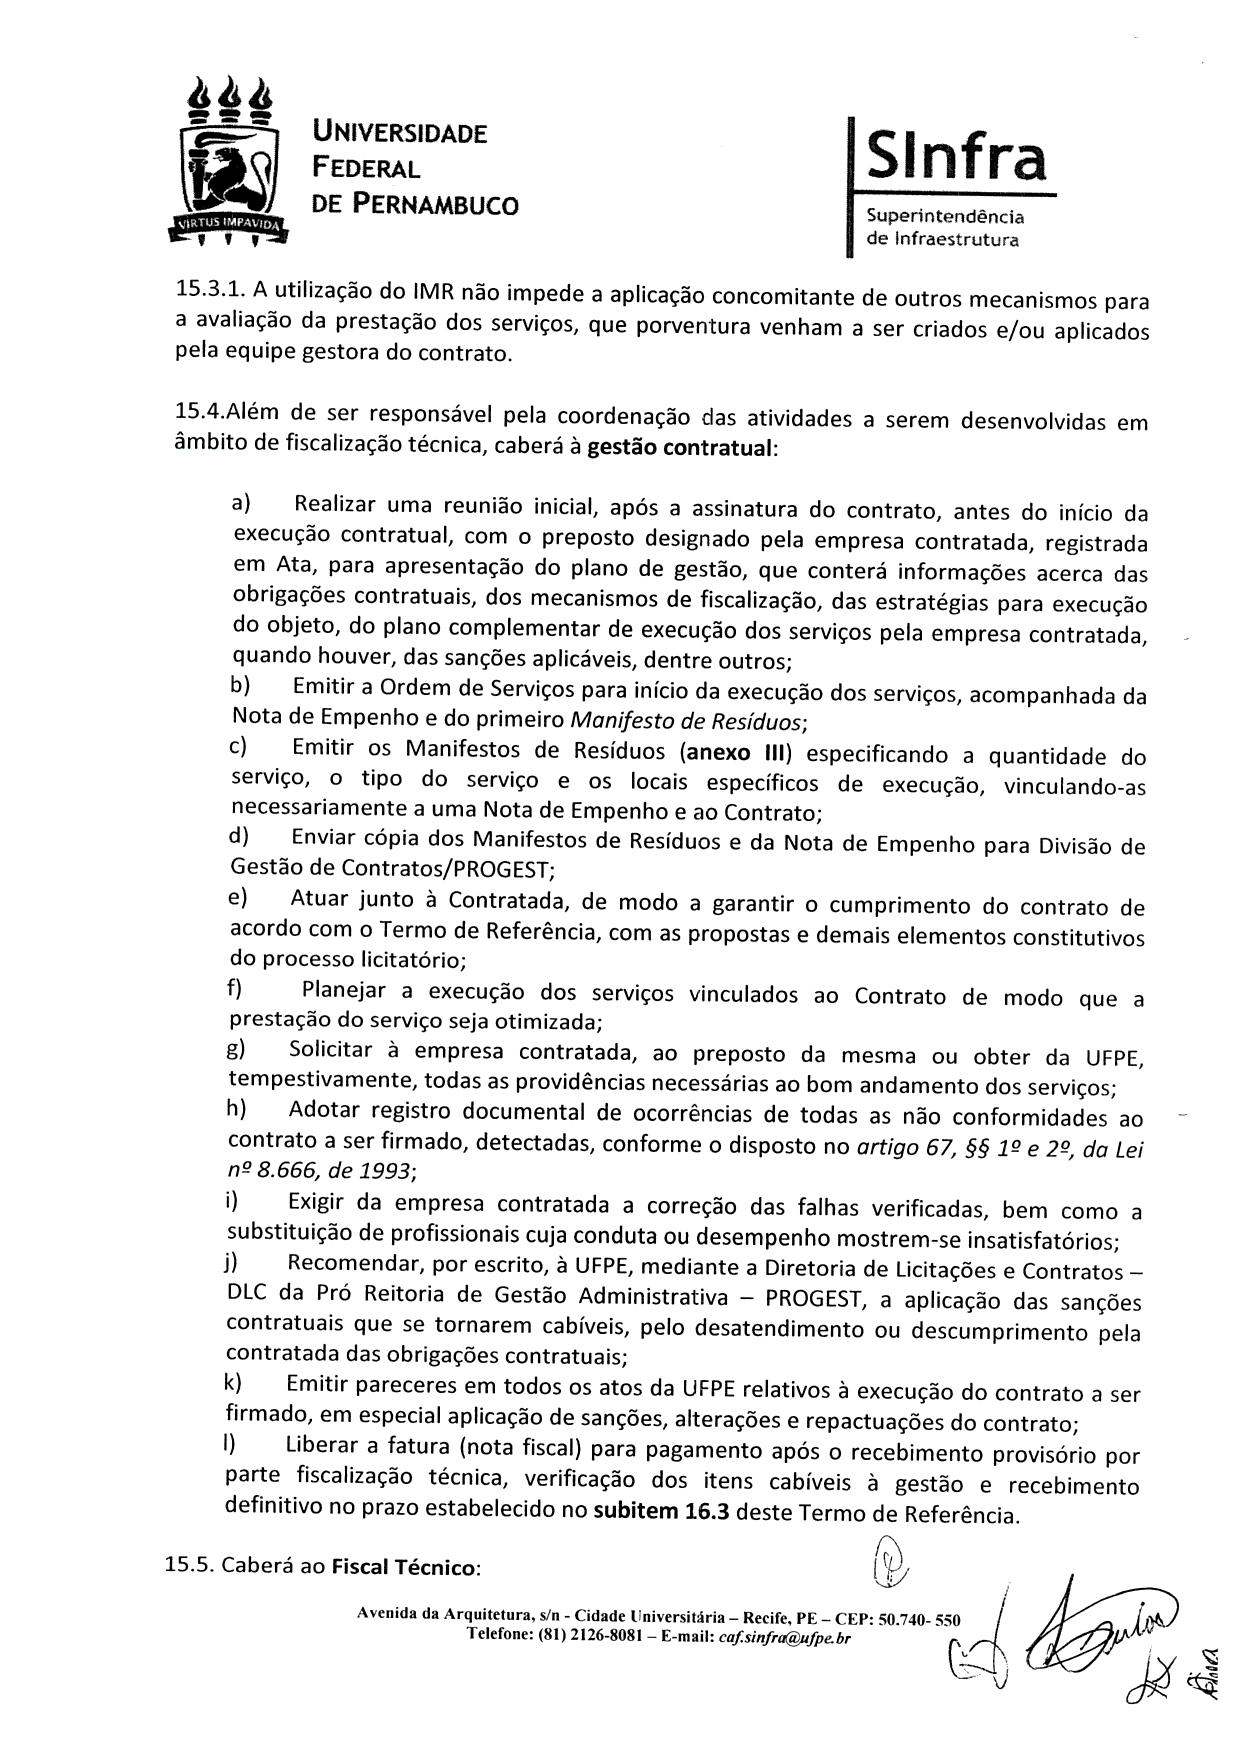 UNIVERSIDADE
FEDERAL
DE PERNAMBUCO
VIRTUS IMPAVIDA
SInfra
Superintendência
de Infraestrutura
15.3.1. A utilização do IMR não impede a aplicação concomitante de outros mecanismos para
a avaliação da prestação dos serviços, que porventura venham a ser criados e/ou aplicados
pela equipe gestora do contrato.
15.4.Além de ser responsável pela coordenação das atividades a serem desenvolvidas em
âmbito de fiscalização técnica, caberá à gestão contratual:
a) Realizar uma reunião inicial, após a assinatura do contrato, antes do início da
execução contratual, com o preposto designado pela empresa contratada, registrada
em Ata, para apresentação do plano de gestão, que conterá informações acerca das
obrigações contratuais, dos mecanismos de fiscalização, das estratégias para execução
do objeto, do plano complementar de execução dos serviços pela empresa contratada,
quando houver, das sanções aplicáveis, dentre outros;
b) Emitir a Ordem de Serviços para início da execução dos serviços, acompanhada da
Nota de Empenho e do primeiro Manifesto de Resíduos;
c) Emitir os Manifestos de Resíduos (anexo III) especificando a quantidade do
serviço, o tipo do serviço e os locais específicos de execução, vinculando-as
necessariamente a uma Nota de Empenho e ao Contrato;
d) Enviar cópia dos Manifestos de Resíduos e da Nota de Empenho para Divisão de
Gestão de Contratos/PROGEST;
e) Atuar junto à Contratada, de modo a garantir o cumprimento do contrato de
acordo com o Termo de Referência, com as propostas e demais elementos constitutivos
do processo licitatório;
f) Planejar a execução dos serviços vinculados ao Contrato de modo que a
prestação do serviço seja otimizada;
g) Solicitar à empresa contratada, ao preposto da mesma ou obter da UFPE,
tempestivamente, todas as providências necessárias ao bom andamento dos serviços;
h) Adotar registro documental de ocorrências de todas as não conformidades ao
contrato a ser firmado, detectadas, conforme o disposto no artigo 67, §§ 1º e 2º, da Lei
nº 8.666, de 1993;
i) Exigir da empresa contratada a correção das falhas verificadas, bem como a
substituição de profissionais cuja conduta ou desempenho mostrem-se insatisfatórios;
j) Recomendar, por escrito, à UFPE, mediante a Diretoria de Licitações e Contratos –
DLC da Pró Reitoria de Gestão Administrativa – PROGEST, a aplicação das sanções
contratuais que se tornarem cabíveis, pelo desatendimento ou descumprimento pela
contratada das obrigações contratuais;
k) Emitir pareceres em todos os atos da UFPE relativos à execução do contrato a ser
firmado, em especial aplicação de sanções, alterações e repactuações do contrato;
l) Liberar a fatura (nota fiscal) para pagamento após o recebimento provisório por
parte fiscalização técnica, verificação dos itens cabíveis à gestão e recebimento
definitivo no prazo estabelecido no subitem 16.3 deste Termo de Referência.
15.5. Caberá ao Fiscal Técnico:
Avenida da Arquitetura, s/n - Cidade Universitária – Recife, PE – CEP: 50.740- 550
Telefone: (81) 2126-8081 – E-mail: caf.sinfra@ufpe.br